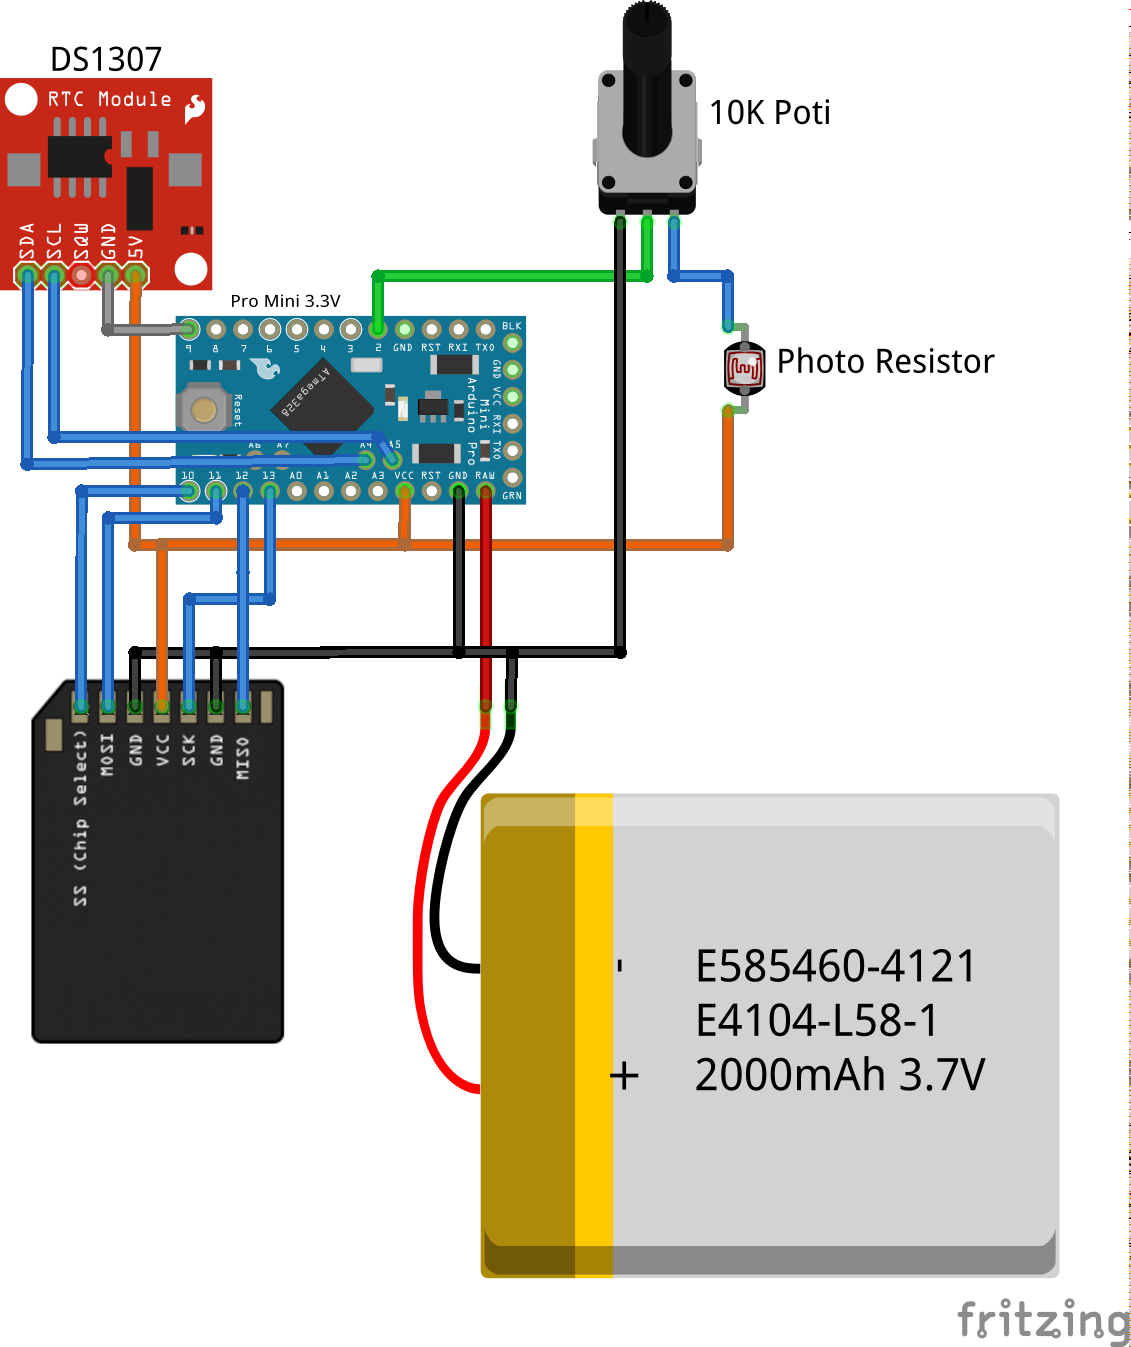 DS1307
RTC Module
SDA
SCL
SQW
GND
5V
10K Poti
Photo Resistor
Pro Mini 3.3V
9 8 7 6 5 4 3 2 GND RST RXI TXO
BLK
GND
VCC
RXI
TXO
GRN
Reset
ATmega328
Arduino Pro
Mini
A6 A7 A4 A5
10 11 12 13 A0 A1 A2 A3 VCC RST GND RAW
SS (Chip Select)
MOSI
GND
VCC
SCK
GND
MISO
- E585460-4121
E4104-L58-1
+ 2000mAh 3.7V
fritzing